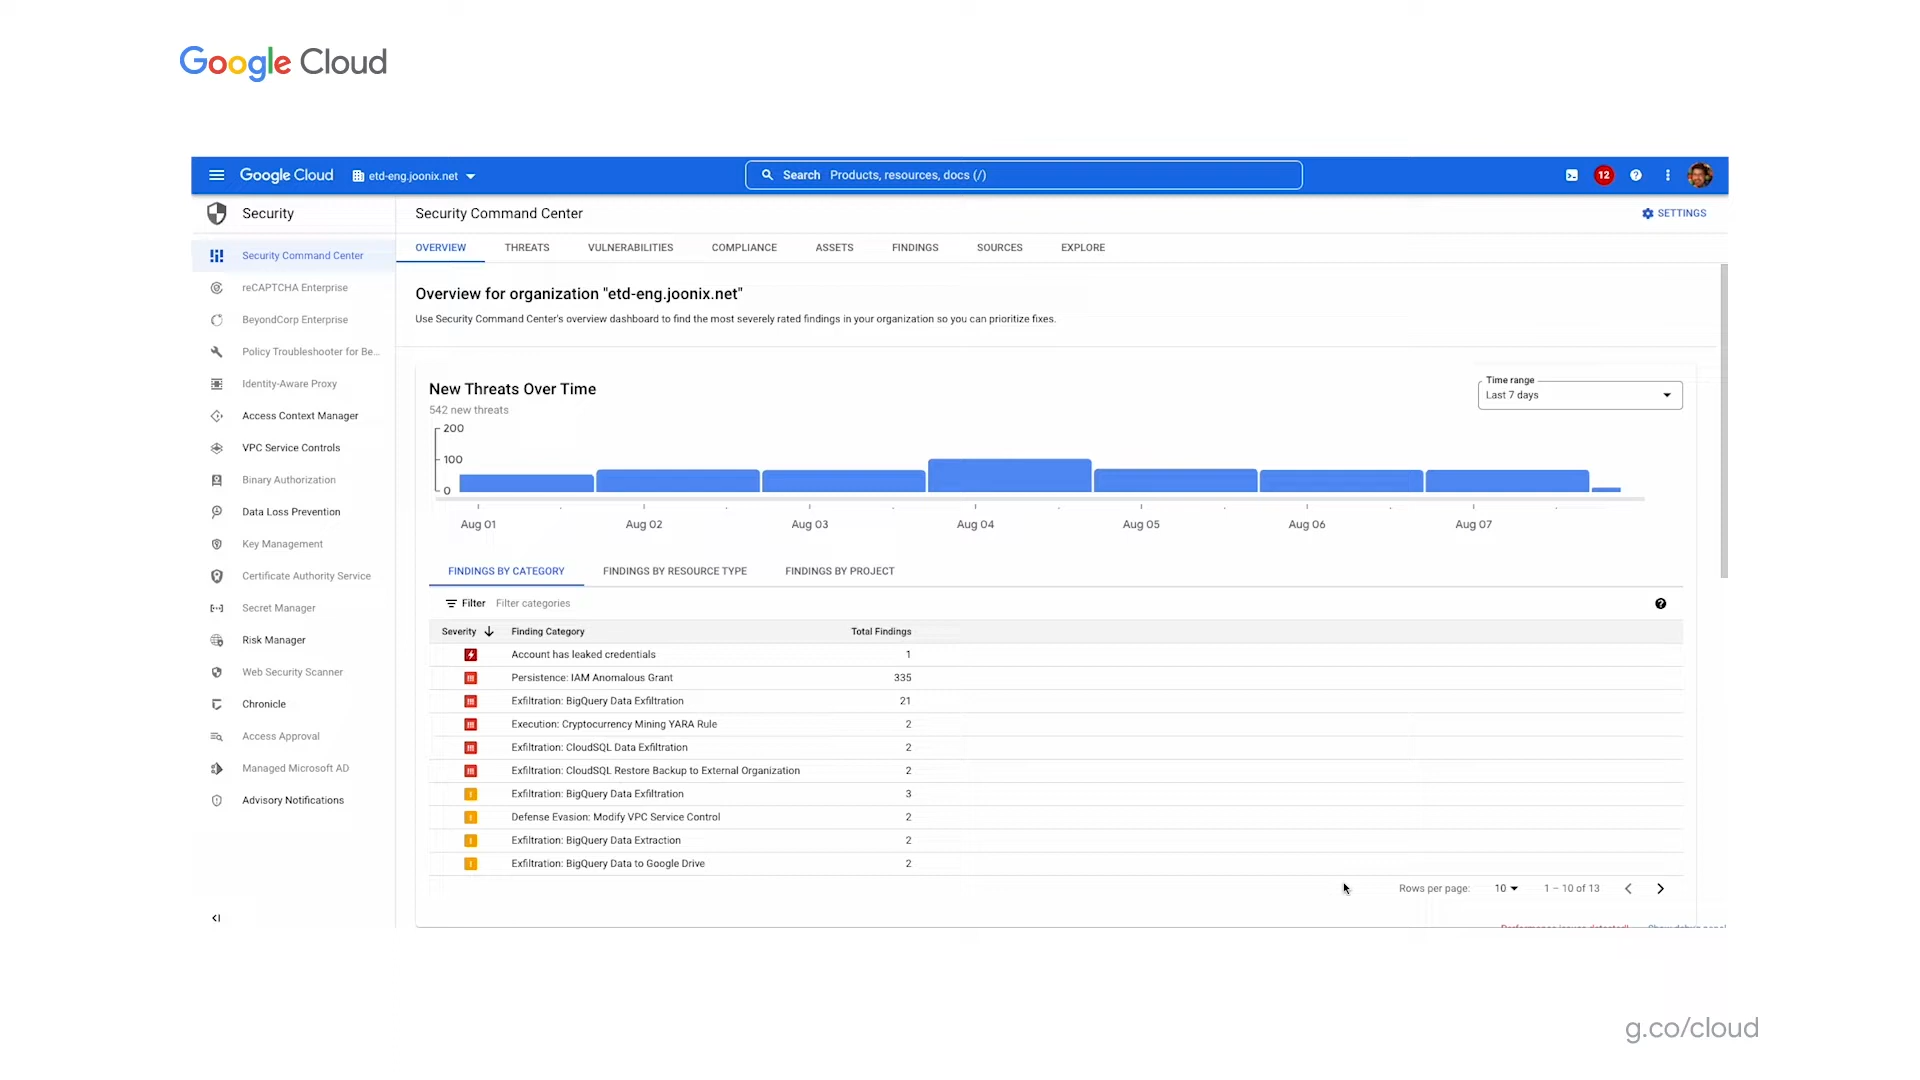 Google Cloud
Google Cloud
etd-eng.joonix.net
Search Products, resources, docs (/)
12
Security
Security Command Center
SETTINGS
Security Command Center
reCAPTCHA Enterprise
BeyondCorp Enterprise
Policy Troubleshooter for Be...
Identity-Aware Proxy
Access Context Manager
VPC Service Controls
Binary Authorization
Data Loss Prevention
Key Management
Certificate Authority Service
Secret Manager
Risk Manager
Web Security Scanner
Chronicle
Access Approval
Managed Microsoft AD
Advisory Notifications
OVERVIEW THREATS VULNERABILITIES COMPLIANCE ASSETS FINDINGS SOURCES EXPLORE
Overview for organization "etd-eng.joonix.net"
Use Security Command Center's overview dashboard to find the most severely rated findings in your organization so you can prioritize fixes.
New Threats Over Time
542 new threats
Time range
Last 7 days
200
100
0
Aug 01 Aug 02 Aug 03 Aug 04 Aug 05 Aug 06 Aug 07
FINDINGS BY CATEGORY FINDINGS BY RESOURCE TYPE FINDINGS BY PROJECT
Filter Filter categories
Severity Finding Category Total Findings
Account has leaked credentials 1
Persistence: IAM Anomalous Grant 335
Exfiltration: BigQuery Data Exfiltration 21
Execution: Cryptocurrency Mining YARA Rule 2
Exfiltration: CloudSQL Data Exfiltration 2
Exfiltration: CloudSQL Restore Backup to External Organization 2
Exfiltration: BigQuery Data Exfiltration 3
Defense Evasion: Modify VPC Service Control 2
Exfiltration: BigQuery Data Extraction 2
Exfiltration: BigQuery Data to Google Drive 2
Rows per page: 10 1 – 10 of 13
g.co/cloud